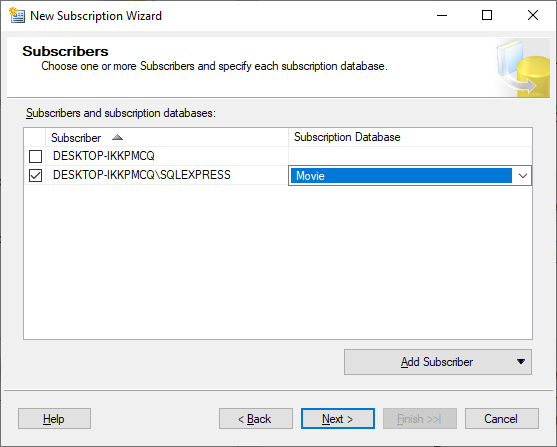 New Subscription Wizard
Subscribers
Choose one or more Subscribers and specify each subscription database.
Subscribers and subscription databases:
Subscriber Subscription Database
DESKTOP-IKKPMCQ
DESKTOP-IKKPMCQ\SQLEXPRESS Movie
Add Subscriber
Help < Back Next > Finish >>| Cancel